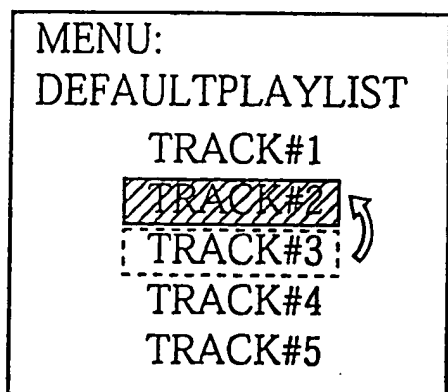 MENU:
DEFAULTPLAYLIST
TRACK#1
TRACK#2
TRACK#3
TRACK#4
TRACK#5